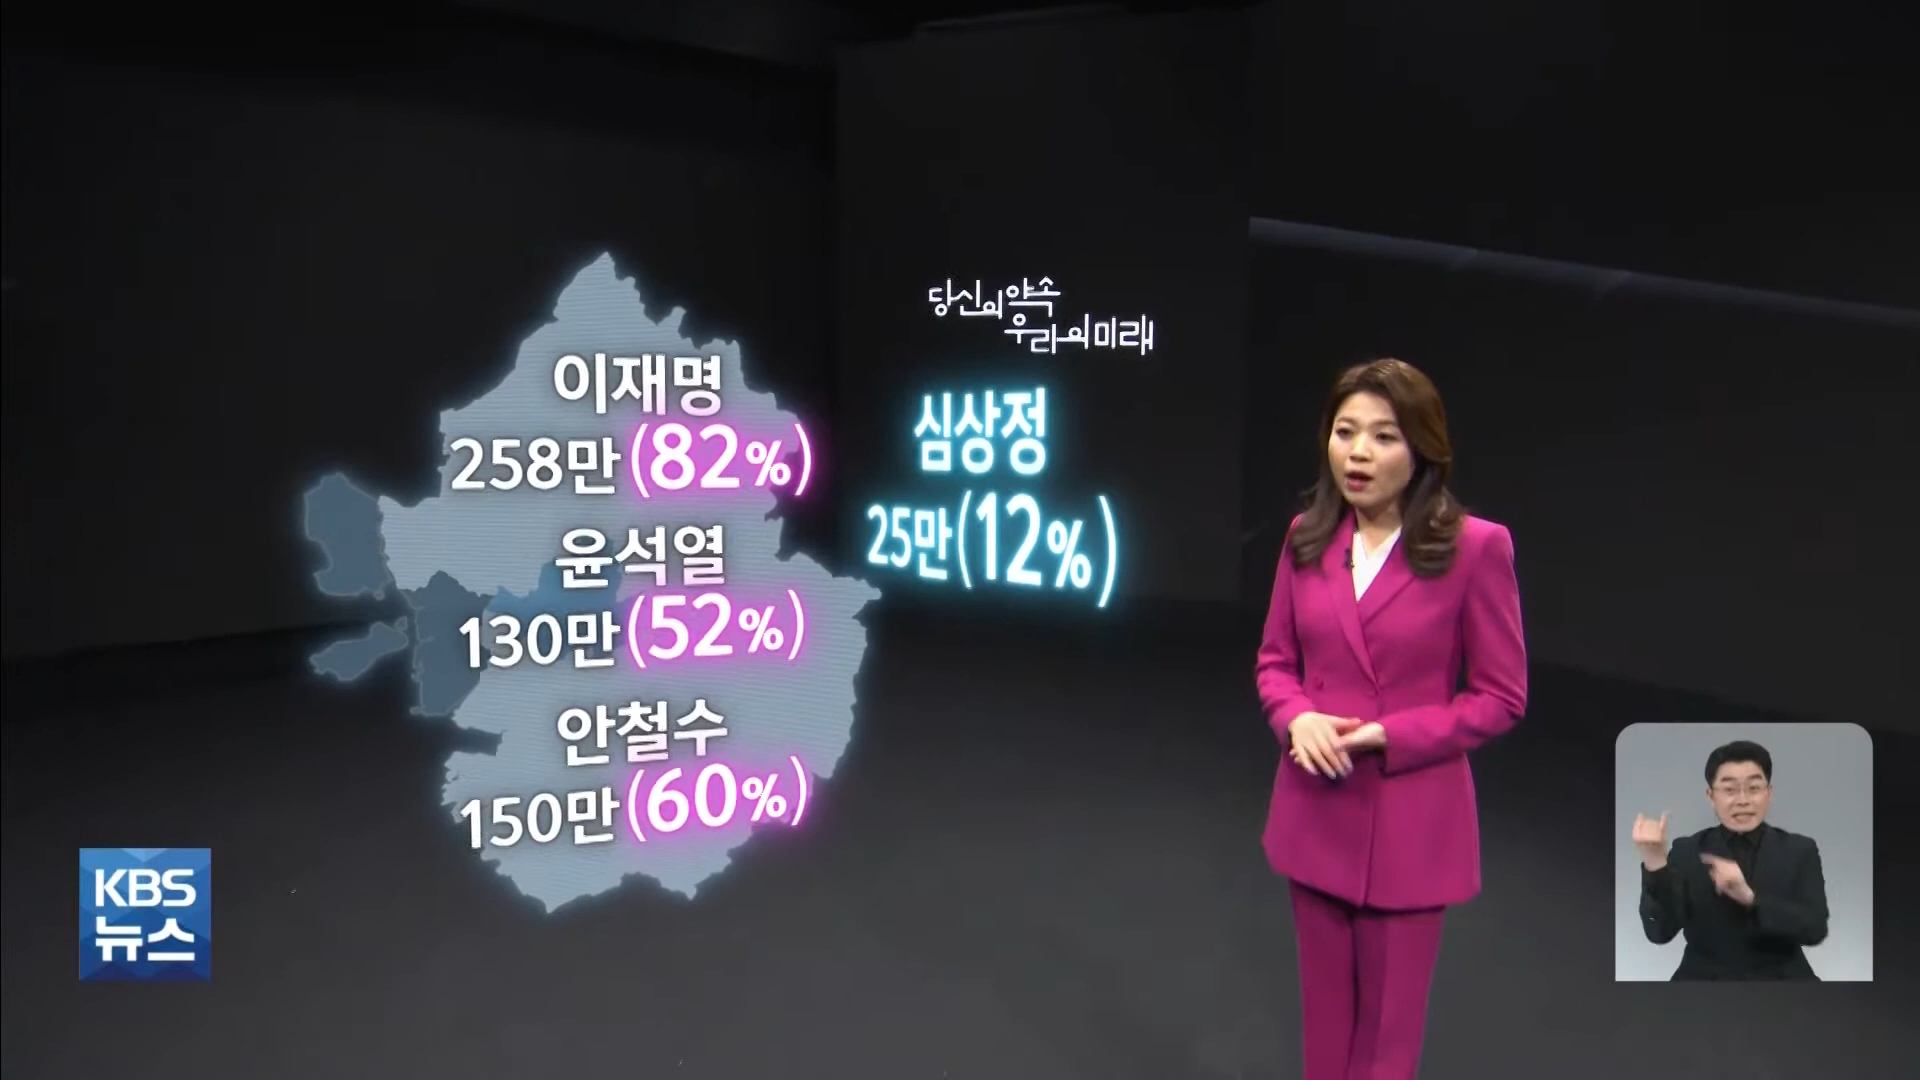 당신의 약속
우리의 미래
이재명
258만 (82%)
윤석열
130만 (52%)
안철수
150만 (60%)
심상정
25만 (12%)
KBS
뉴스